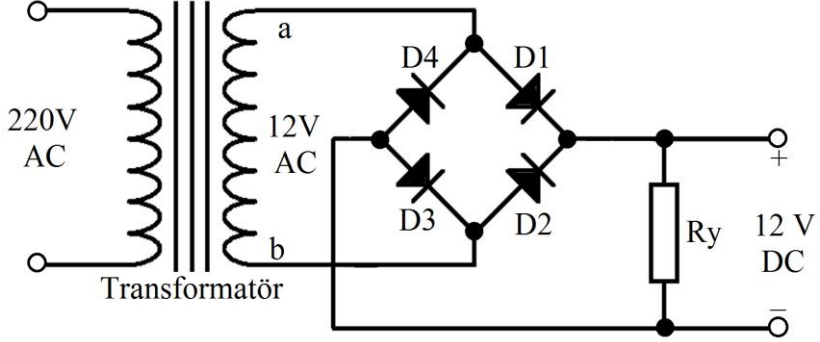 a
D4
D1
220V
AC
12V
AC
+
D3
D2
Ry
12 V
DC
b
Transformatör
−